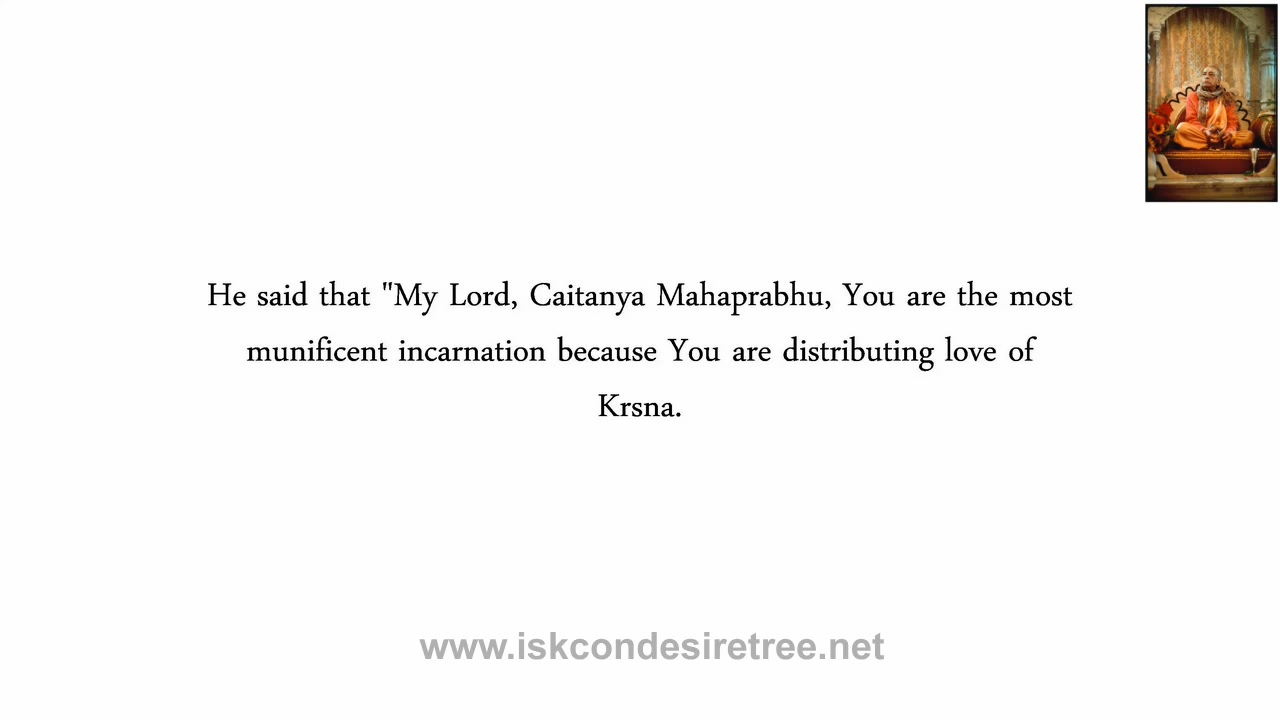 He said that "My Lord, Caitanya Mahaprabhu, You are the most
munificent incarnation because You are distributing love of
Krsna.
www.iskcondesiretree.net